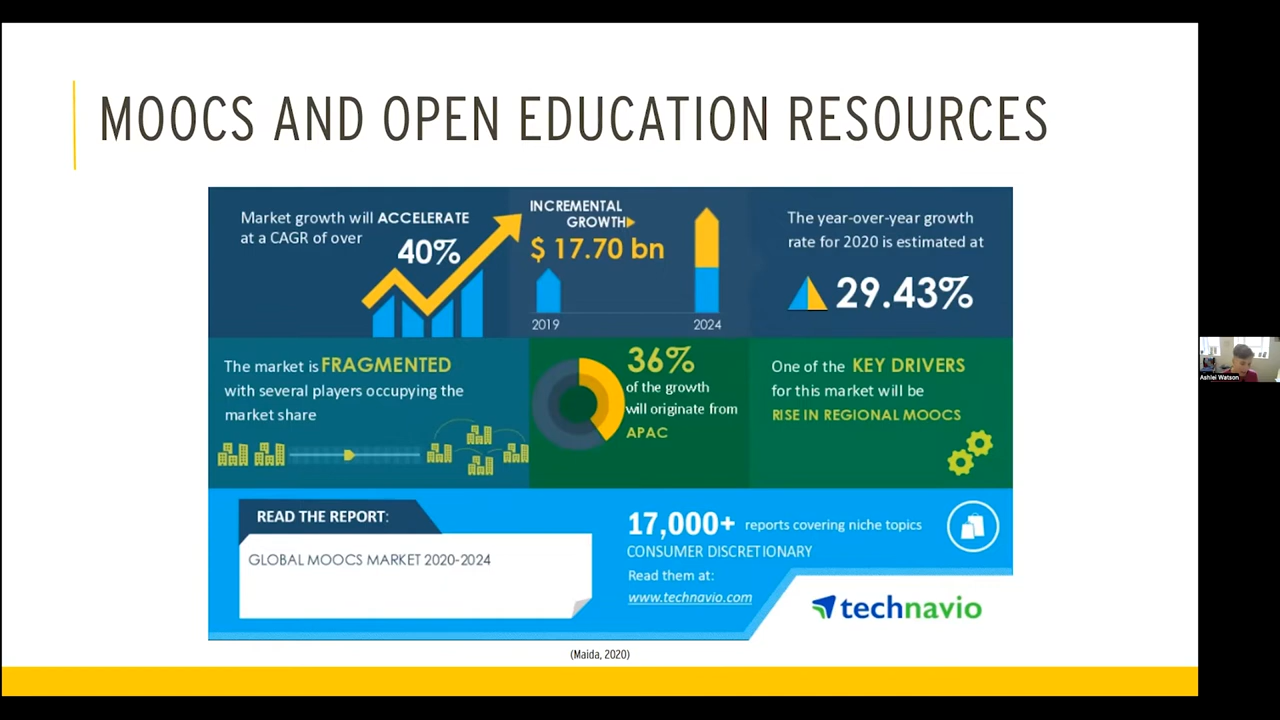 MOOCS AND OPEN EDUCATION RESOURCES
Market growth will ACCELERATE
at a CAGR of over
40%
INCREMENTAL
GROWTH
$ 17.70 bn
2019
2024
The year-over-year growth
rate for 2020 is estimated at
29.43%
The market is FRAGMENTED
with several players occupying the
market share
36%
of the growth
will originate from
APAC
One of the KEY DRIVERS
for this market will be
RISE IN REGIONAL MOOCS
READ THE REPORT:
GLOBAL MOOCS MARKET 2020-2024
17,000+ reports covering niche topics
CONSUMER DISCRETIONARY
Read them at:
www.technavio.com
technavio
(Maida, 2020)
Ashlei Watson